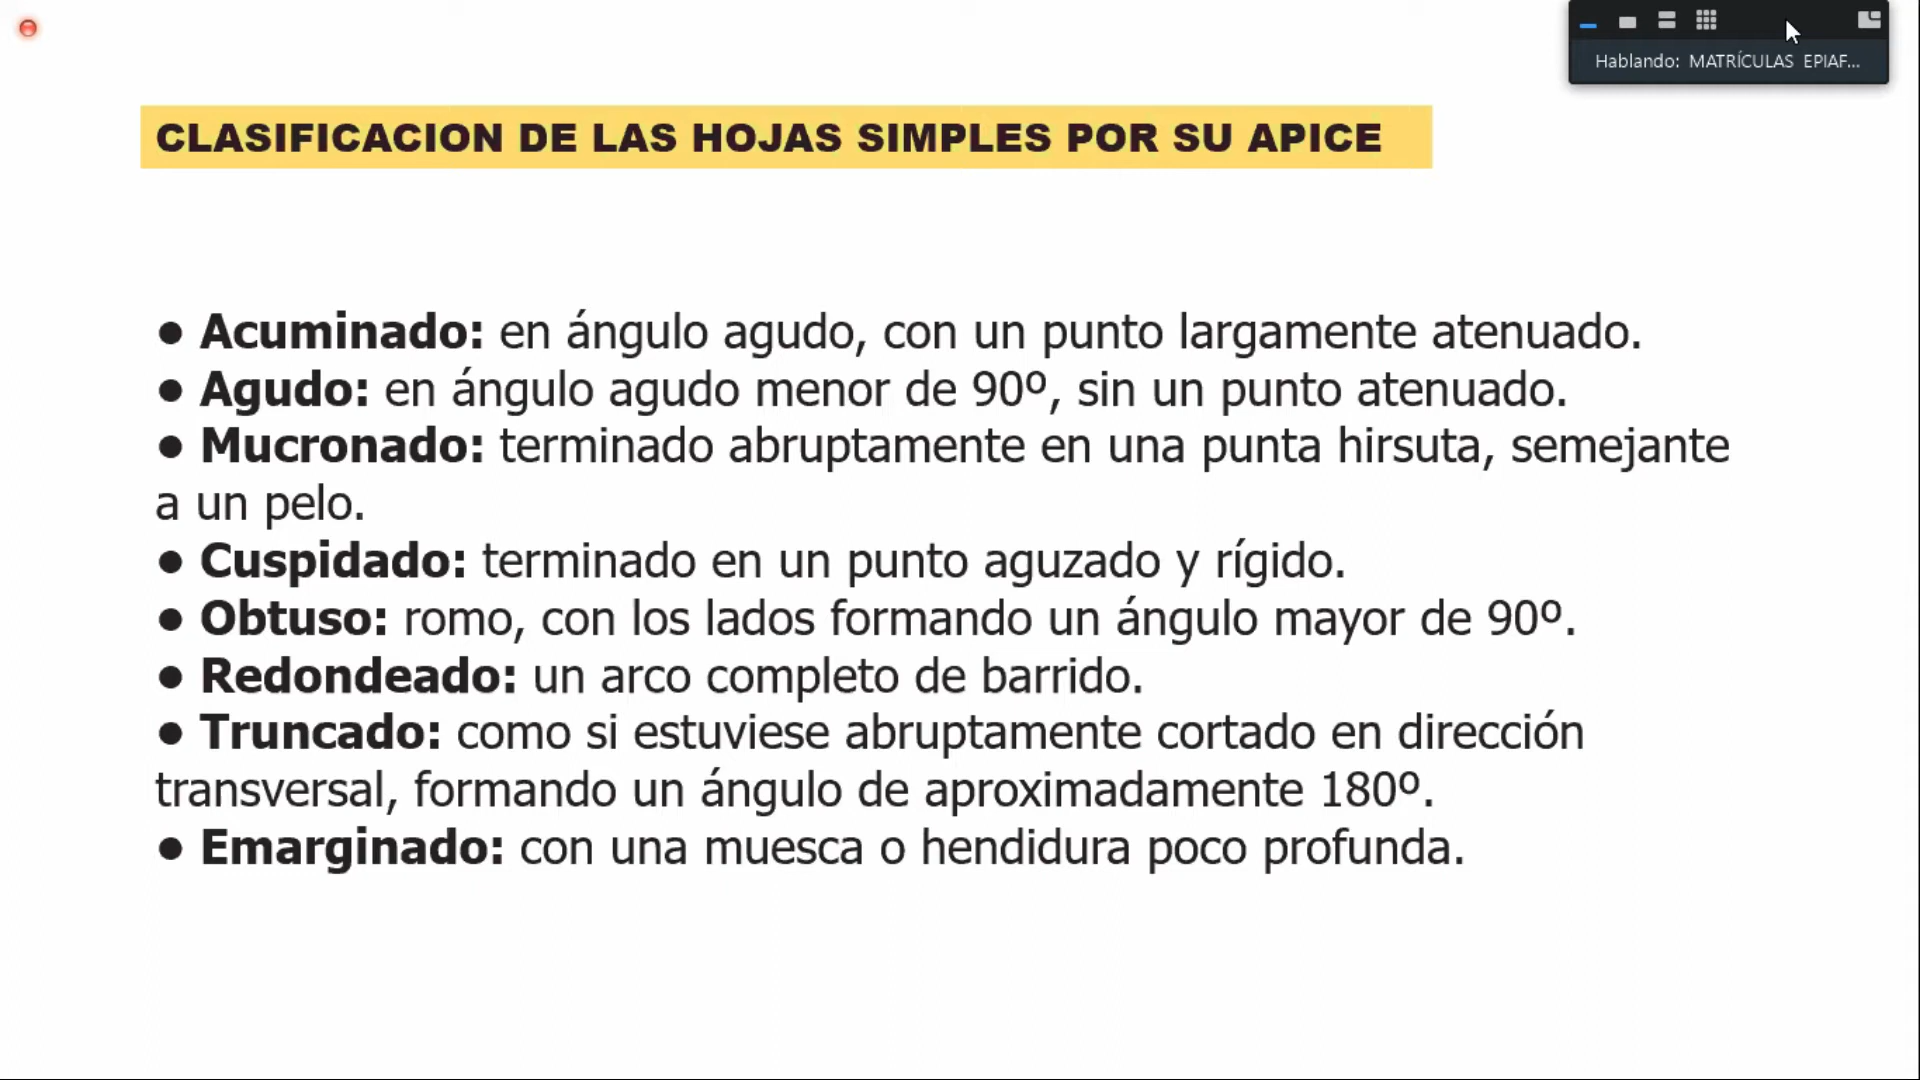 Hablando: MATRÍCULAS EPIAF...
CLASIFICACION DE LAS HOJAS SIMPLES POR SU APICE
● Acuminado: en ángulo agudo, con un punto largamente atenuado.
● Agudo: en ángulo agudo menor de 90º, sin un punto atenuado.
● Mucronado: terminado abruptamente en una punta hirsuta, semejante
a un pelo.
● Cuspidado: terminado en un punto aguzado y rígido.
● Obtuso: romo, con los lados formando un ángulo mayor de 90º.
● Redondeado: un arco completo de barrido.
● Truncado: como si estuviese abruptamente cortado en dirección
transversal, formando un ángulo de aproximadamente 180º.
● Emarginado: con una muesca o hendidura poco profunda.